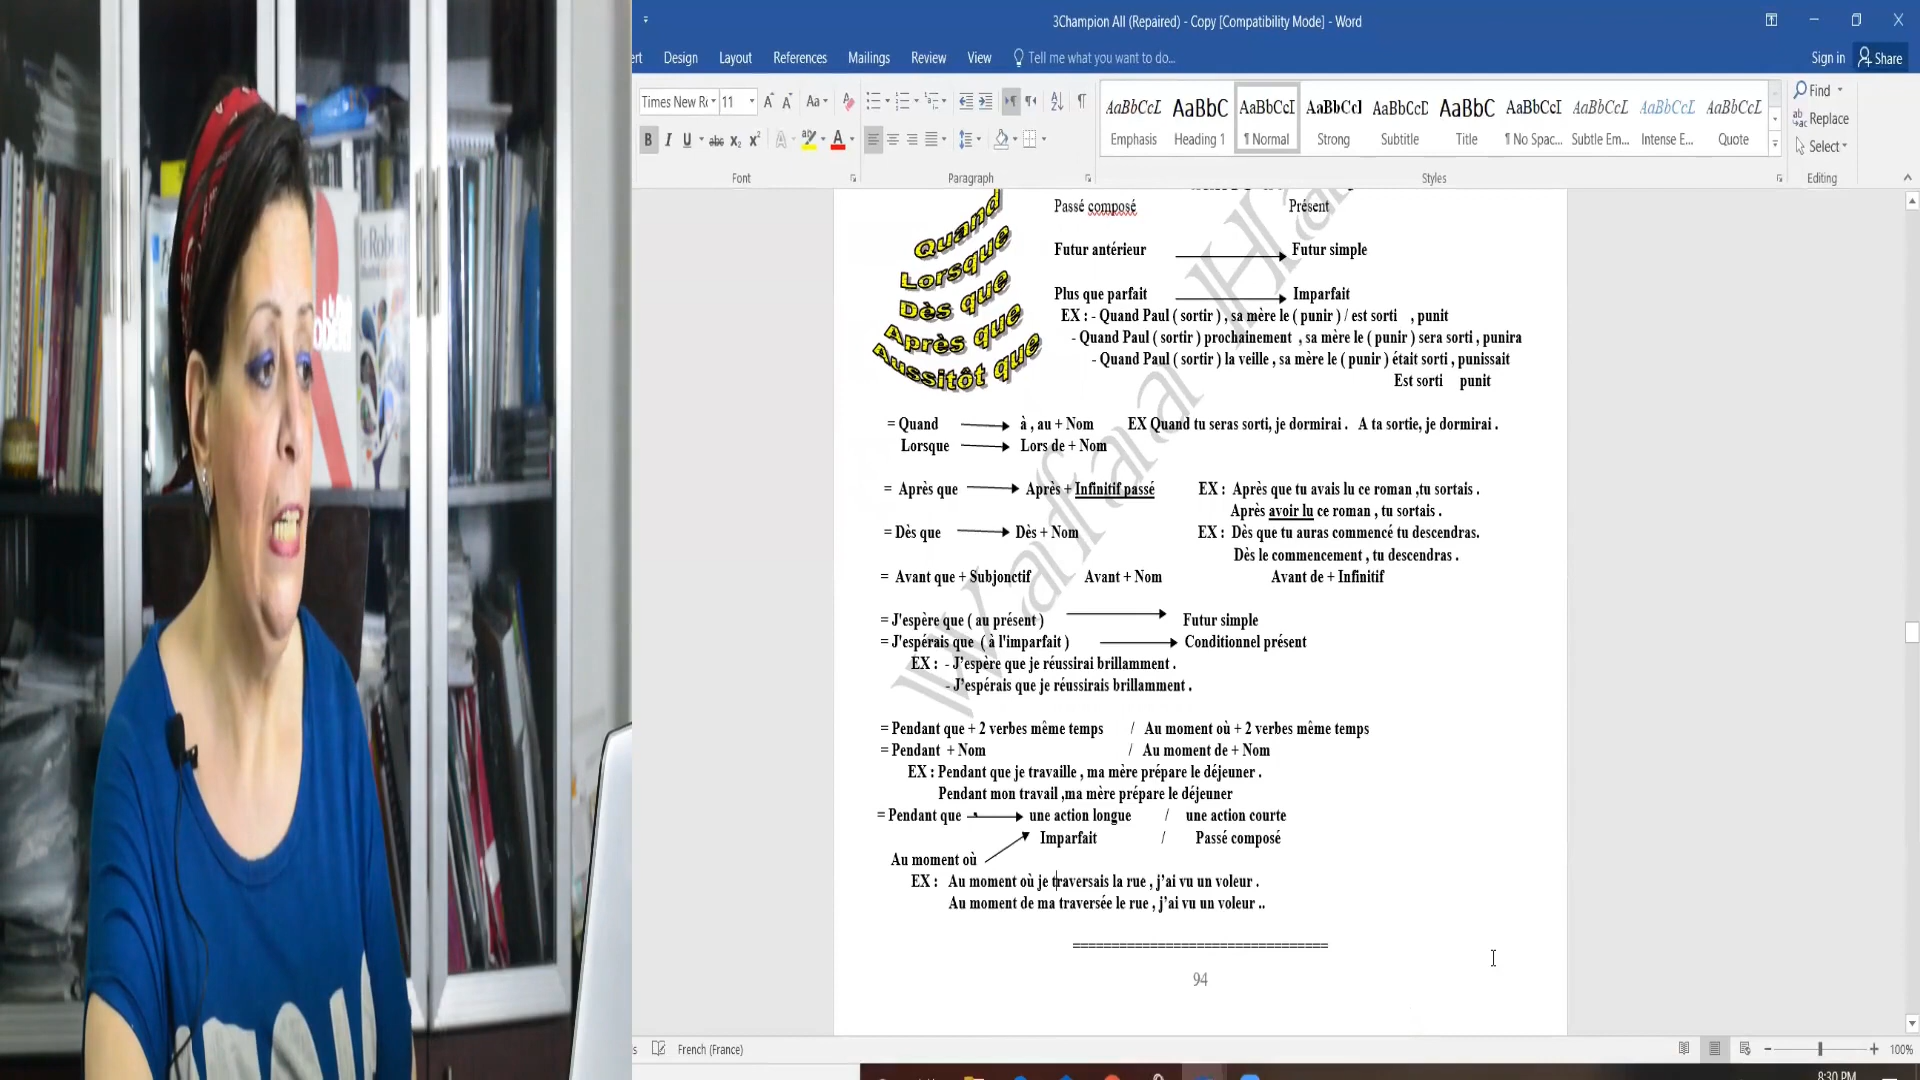 3Champion All (Repaired) - Copy [Compatibility Mode] - Word
Design Layout References Mailings Review View Tell me what you want to do... Sign in Share
Times New R 11 Aa
B I U abc x₂ x² A ab A
AaBbCcL AaBbC AaBbCcI AaBbCcI AaBbCcD AaBbC AaBbCcI AaBbCcL AaBbCcL AaBbCcL
Emphasis Heading 1 ¶ Normal Strong Subtitle Title ¶ No Spac... Subtle Em... Intense E... Quote
Find
Replace
Select
Font Paragraph Styles Editing
Quand
Lorsque
Dès que
Après que
Aussitôt que
Passé composé Présent
Futur antérieur Futur simple
Plus que parfait Imparfait
EX : - Quand Paul ( sortir ) , sa mère le ( punir ) / est sorti , punit
- Quand Paul ( sortir ) prochainement , sa mère le ( punir ) sera sorti , punira
- Quand Paul ( sortir ) la veille , sa mère le ( punir ) était sorti , punissait
Est sorti punit
= Quand à , au + Nom EX Quand tu seras sorti, je dormirai . A ta sortie, je dormirai .
Lorsque Lors de + Nom
= Après que Après + Infinitif passé EX : Après que tu avais lu ce roman ,tu sortais .
Après avoir lu ce roman , tu sortais .
= Dès que Dès + Nom EX : Dès que tu auras commencé tu descendras.
Dès le commencement , tu descendras .
= Avant que + Subjonctif Avant + Nom Avant de + Infinitif
= J'espère que ( au présent ) Futur simple
= J'espérais que ( à l'imparfait ) Conditionnel présent
EX : - J'espère que je réussirai brillamment .
- J'espérais que je réussirais brillamment .
= Pendant que + 2 verbes même temps / Au moment où + 2 verbes même temps
= Pendant + Nom / Au moment de + Nom
EX : Pendant que je travaille , ma mère prépare le déjeuner .
Pendant mon travail ,ma mère prépare le déjeuner
= Pendant que une action longue / une action courte
Imparfait / Passé composé
Au moment où
EX : Au moment où je traversais la rue , j'ai vu un voleur .
Au moment de ma traversée le rue , j'ai vu un voleur ..
=================================
94
French (France) 100%
8:30 PM